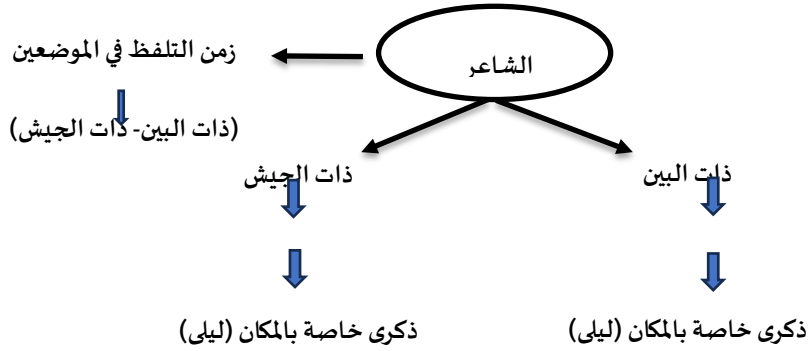 الشاعر
زمن التلفظ في الموضعين
(ذات البين- ذات الجيش)
ذات البين
ذات الجيش
ذكرى خاصة بالمكان (ليلى)
ذكرى خاصة بالمكان (ليلى)